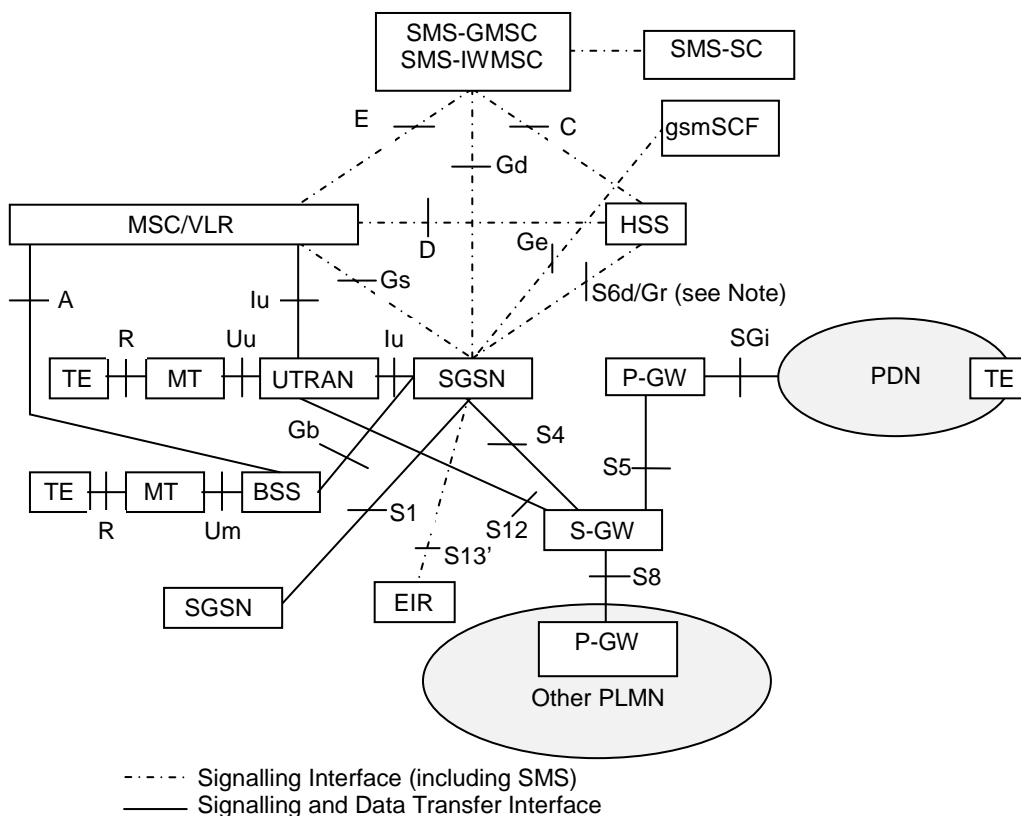 SMS-GMSC
SMS-IWMSC
SMS-SC
E
C
gsmSCF
Gd
MSC/VLR
HSS
D
Ge
Gs
S6d/Gr (see Note)
A
Iu
SGi
R
Uu
Iu
TE
MT
UTRAN
SGSN
P-GW
PDN
TE
Gb
S4
S5
TE
MT
BSS
R
Um
S1
S12
S-GW
S13’
S8
SGSN
EIR
P-GW
Other PLMN
Signalling Interface (including SMS)
Signalling and Data Transfer Interface